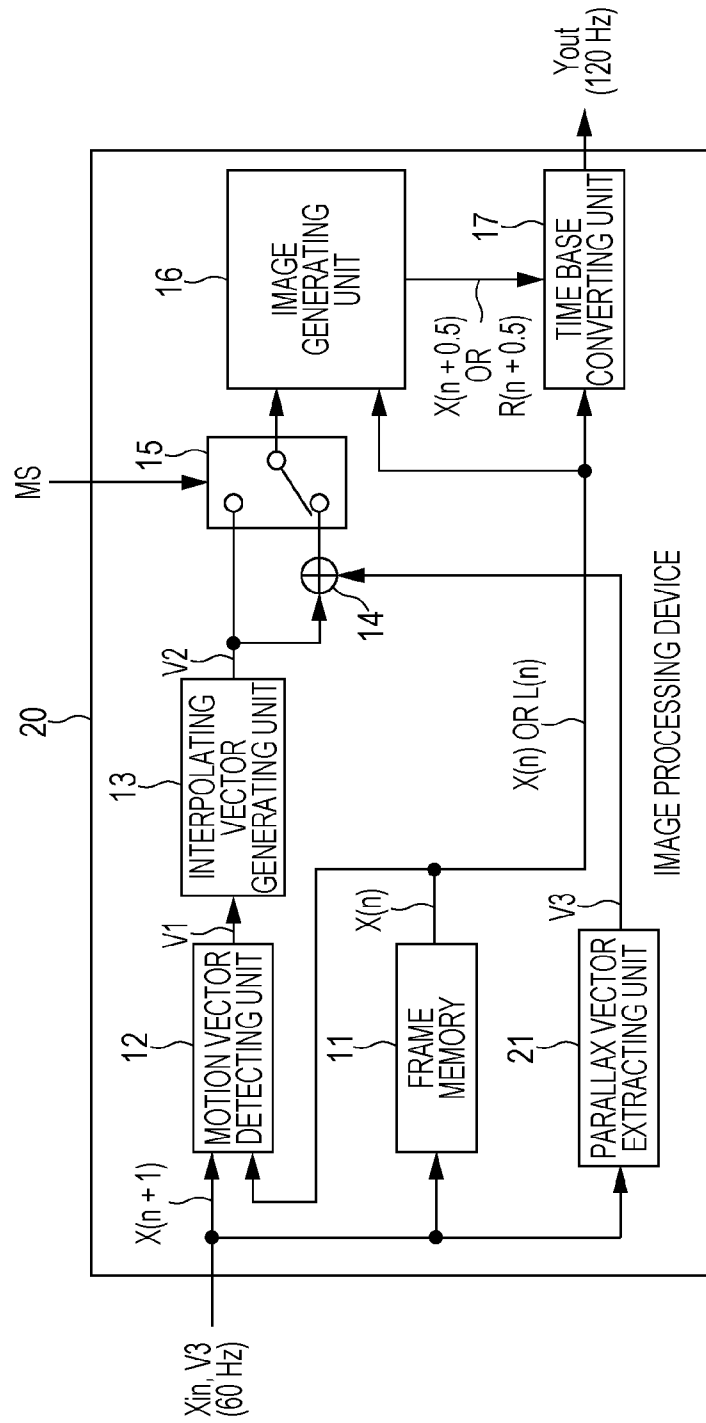 20
Xin, V3
(60 Hz)
X(n + 1)
12
MOTION VECTOR
DETECTING UNIT
V1
13
INTERPOLATING
VECTOR
GENERATING UNIT
V2
14
MS
15
16
IMAGE
GENERATING
UNIT
11
FRAME
MEMORY
X(n)
X(n) OR L(n)
X(n + 0.5)
OR
R(n + 0.5)
17
TIME BASE
CONVERTING UNIT
Yout
(120 Hz)
21
PARALLAX VECTOR
EXTRACTING UNIT
V3
IMAGE PROCESSING DEVICE